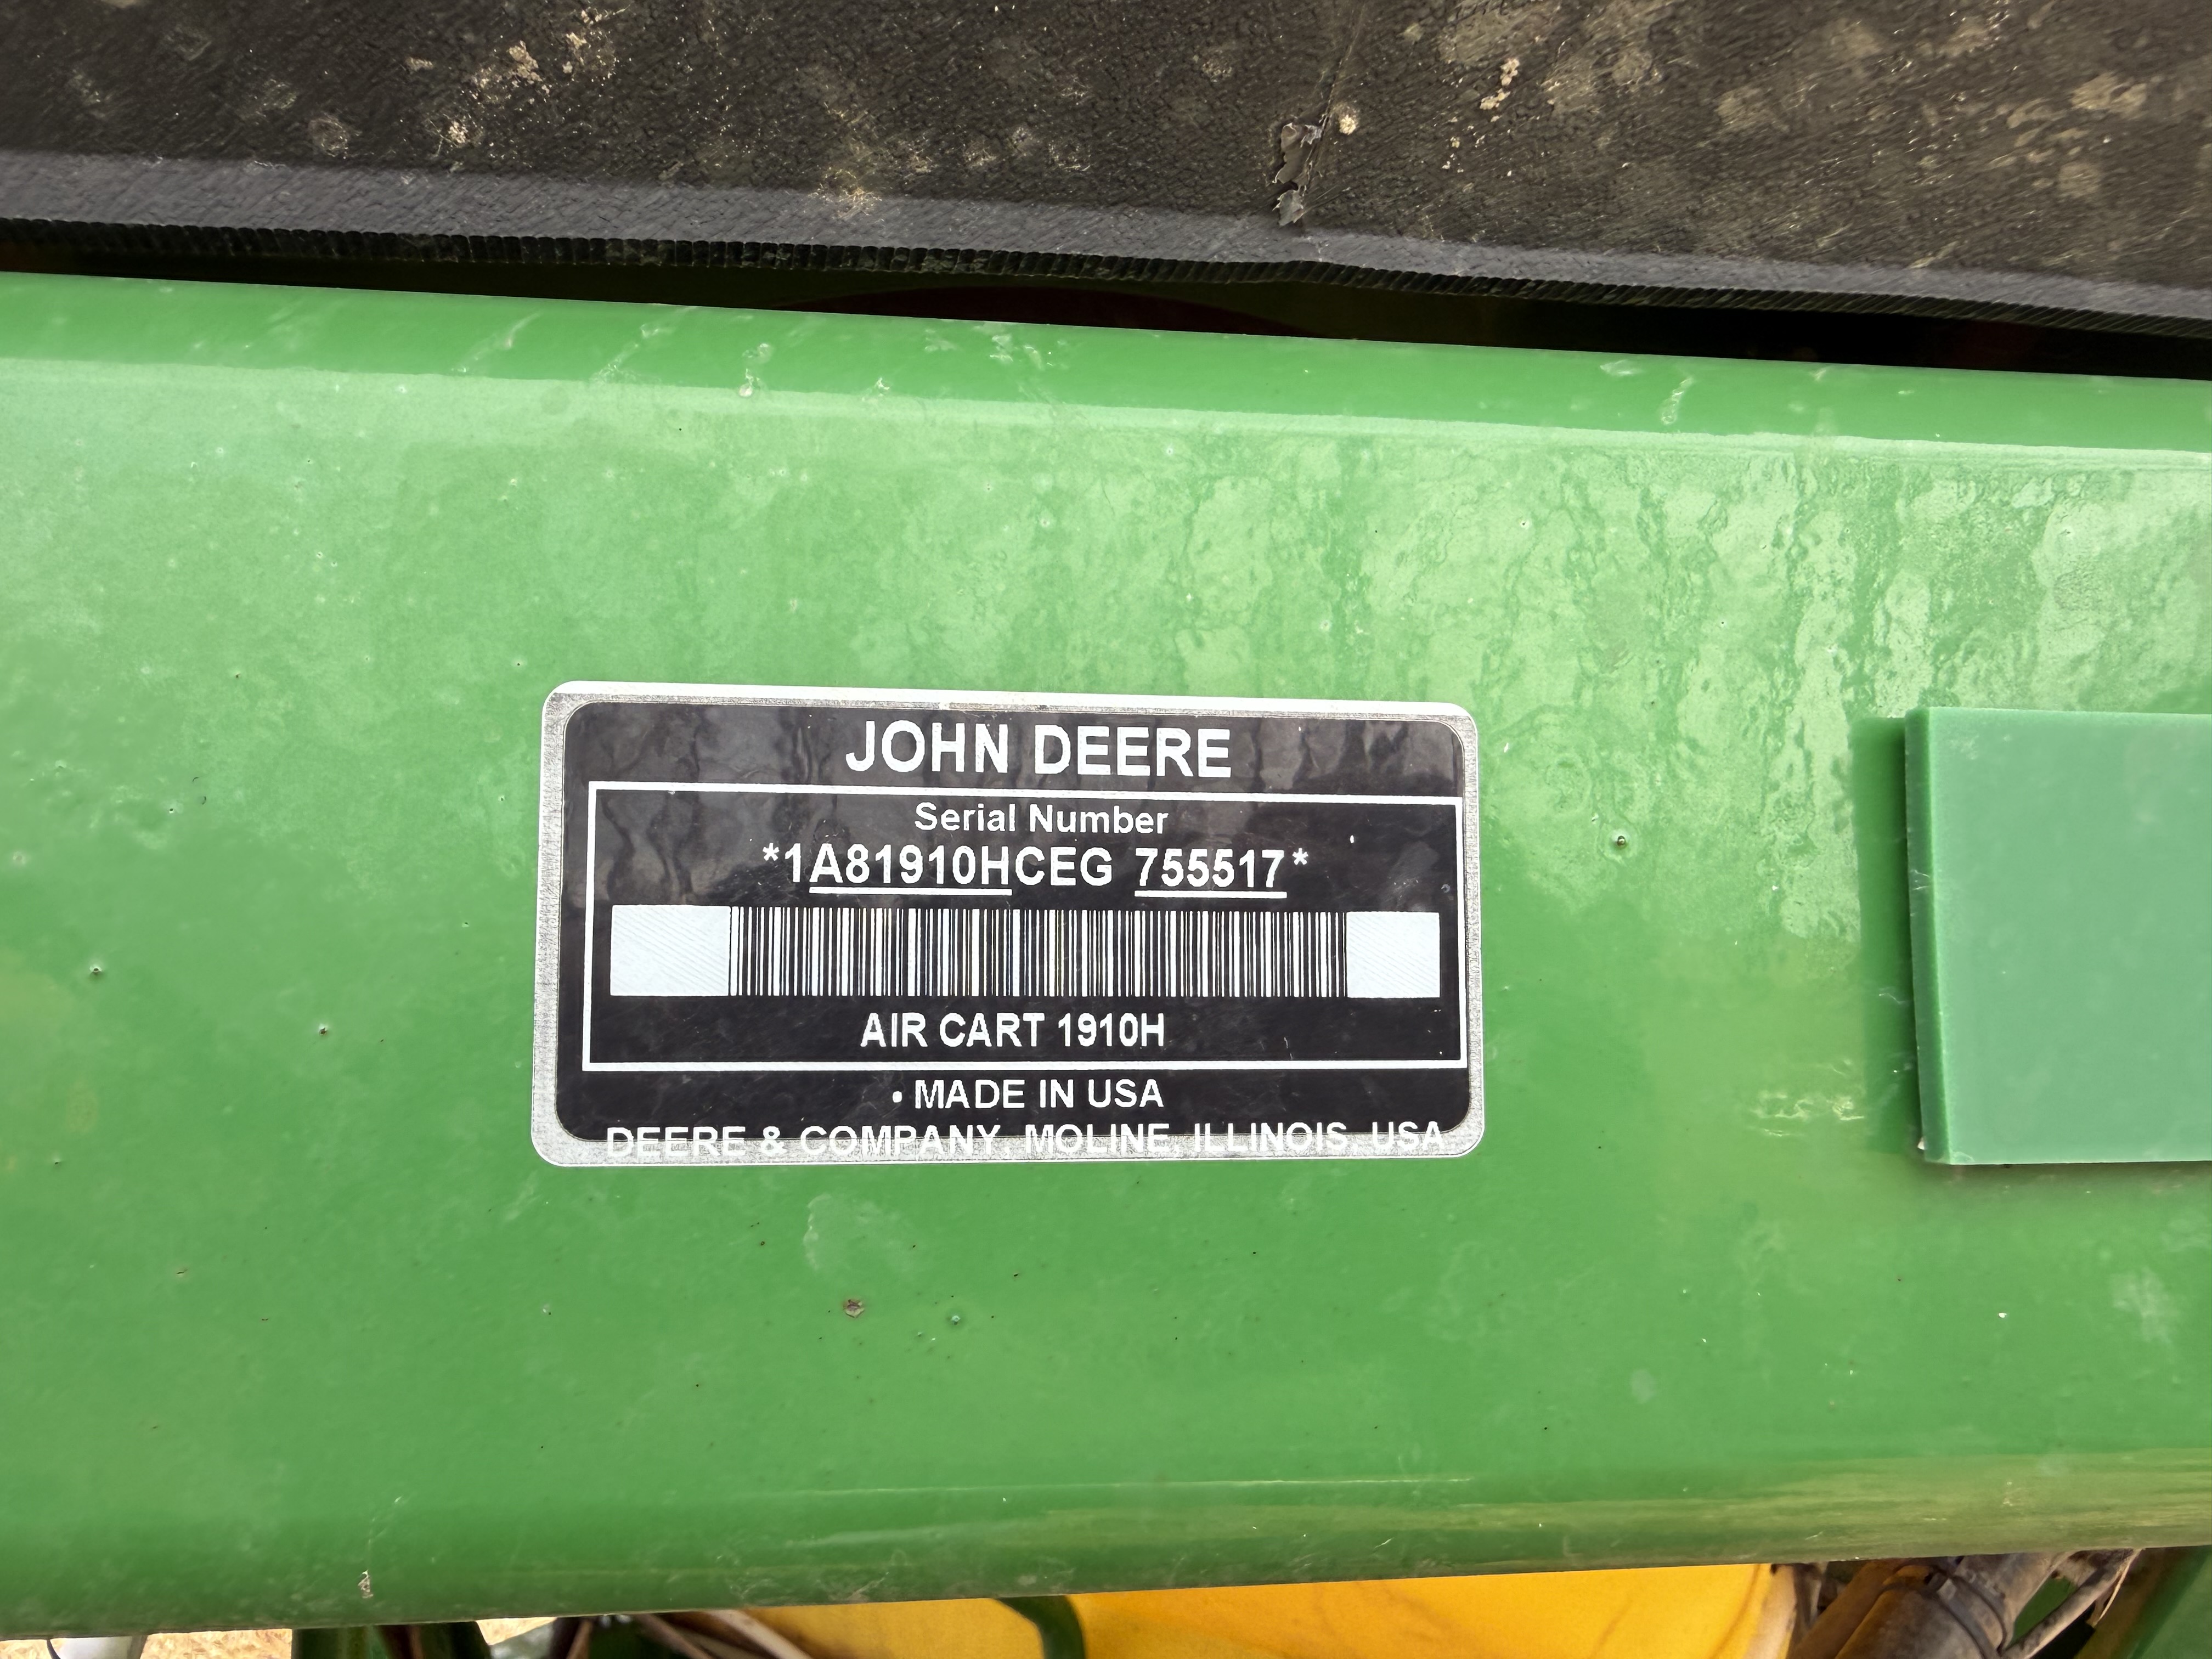 JOHN DEERE
Serial Number
*1A81910HCEG 755517*
AIR CART 1910H
• MADE IN USA
DEERE & COMPANY, MOLINE, ILLINOIS, USA